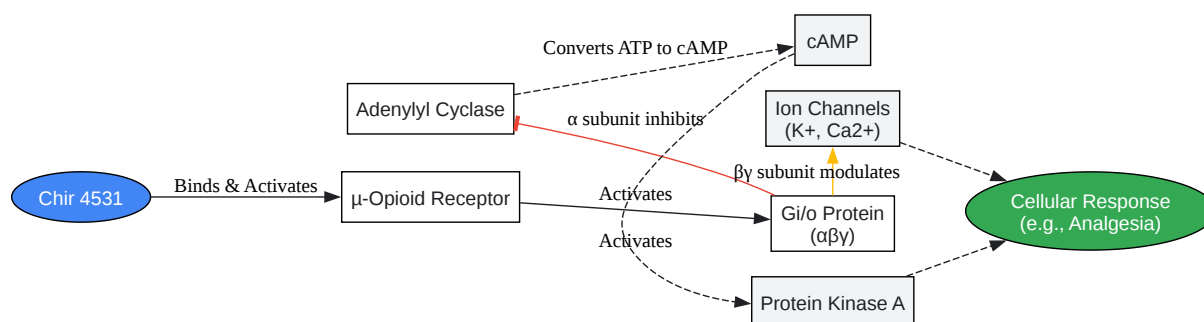 Converts ATP to cAMP
cAMP
Adenylyl Cyclase
α subunit inhibits
Ion Channels
(K+, Ca2+)
Chir 4531
Binds & Activates
μ-Opioid Receptor
Activates
βγ subunit modulates
Gi/o Protein
(αβγ)
Cellular Response
(e.g., Analgesia)
Activates
Protein Kinase A